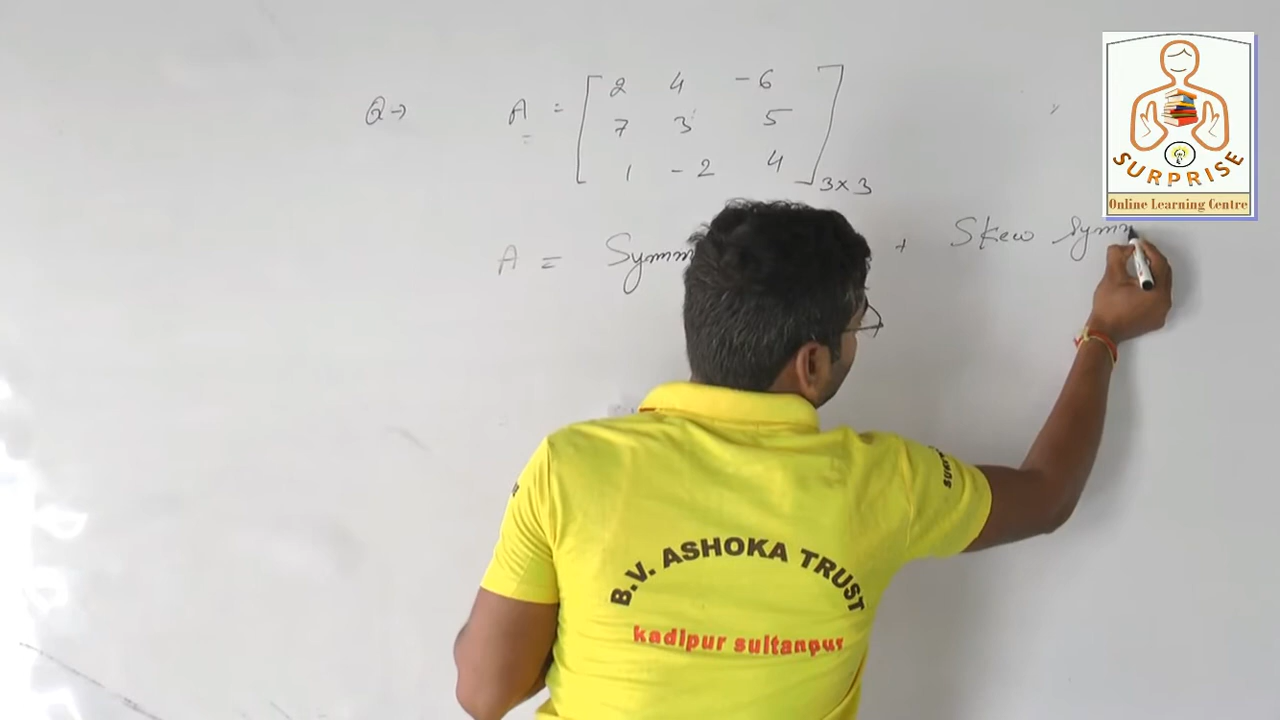 Q→ A = [ 2 4 -6
7 3 5
1 -2 4 ] 3×3
A = Symm + Skew Symm
SURPRISE
Online Learning Centre
B.V. ASHOKA TRUST
kadipur sultanpur